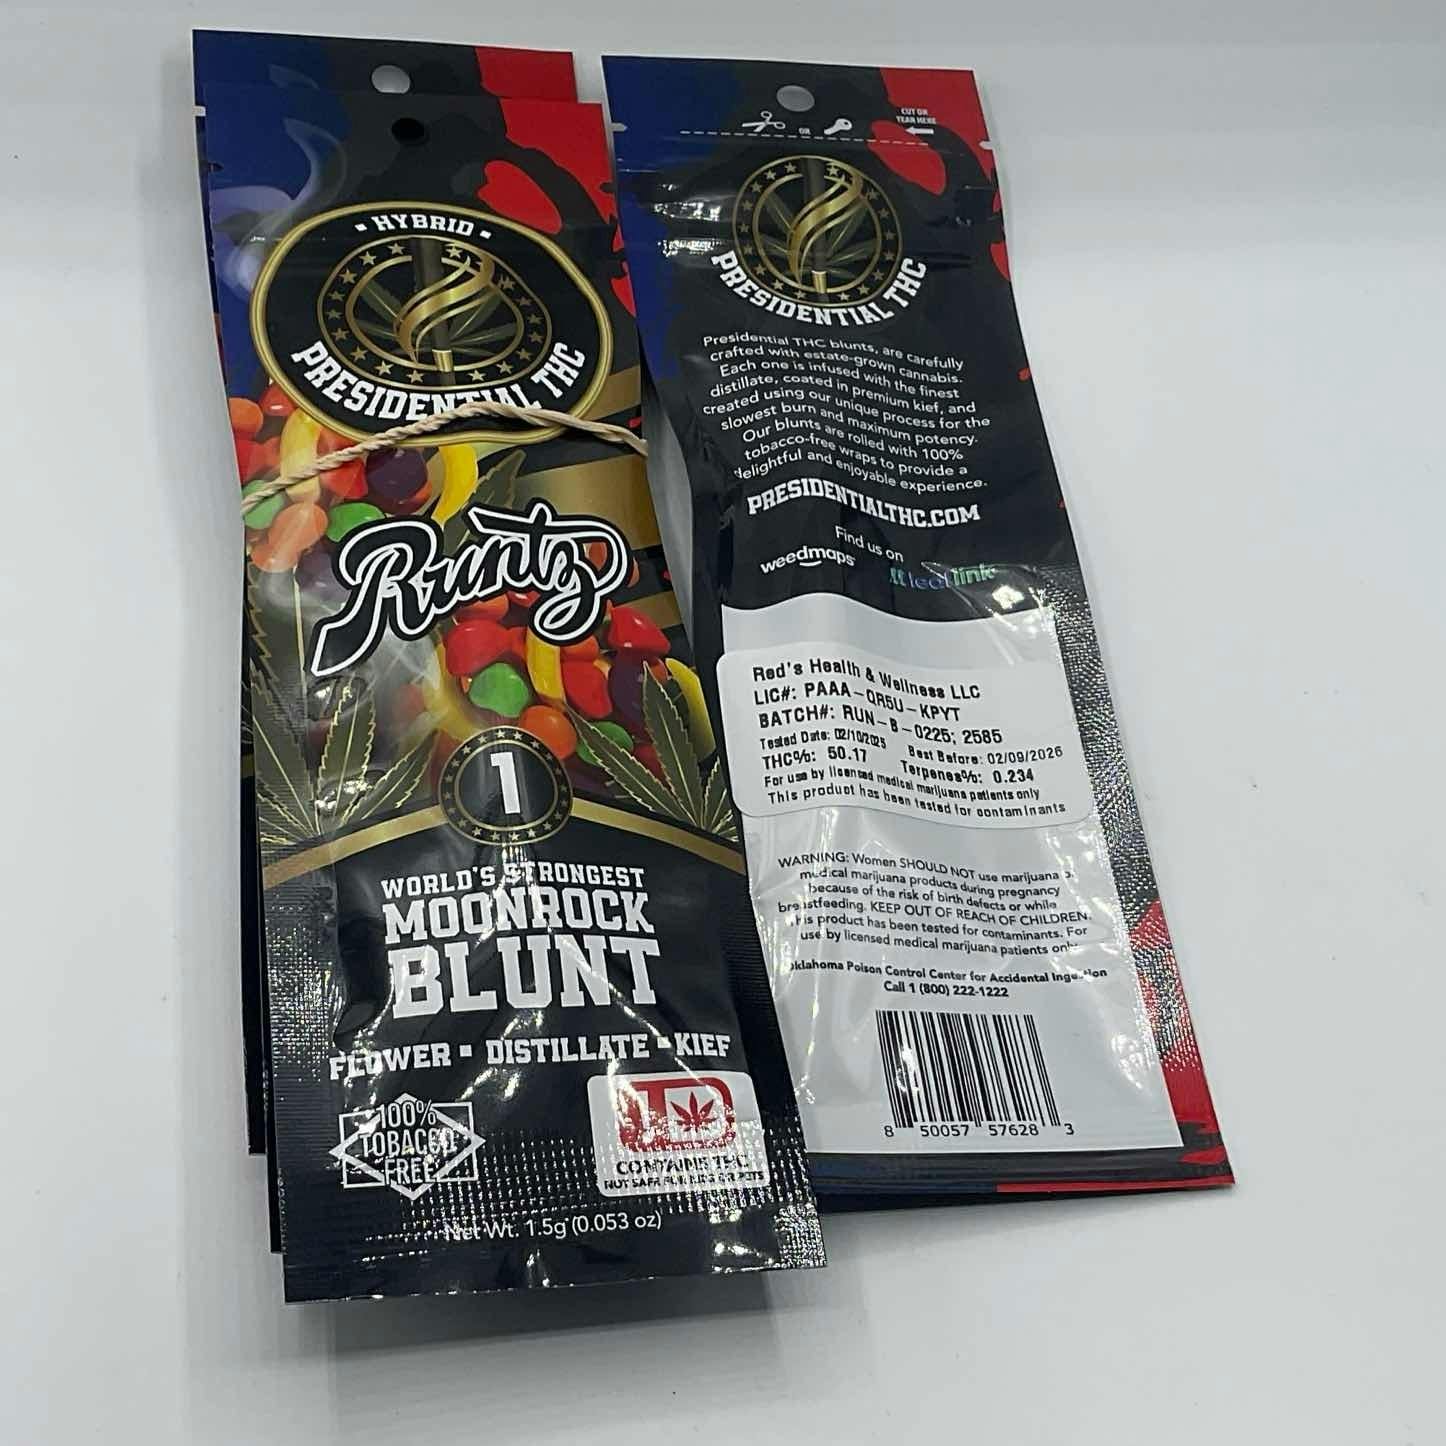 HYBRID
PRESIDENTIAL THC
Runtz
1
WORLD'S STRONGEST
MOONROCK
BLUNT
FLOWER ▪ DISTILLATE ▪ KIEF
100%
TOBACCO
FREE
CONTAINS THC
NOT SAFE FOR KIDS OR PETS
Net Wt. 1.5g (0.053 oz)
CUT OR
TEAR HERE
OR
PRESIDENTIAL THC
Presidential THC blunts, are carefully
crafted with estate-grown cannabis.
Each one is infused with the finest
distillate, coated in premium kief, and
created using our unique process for the
slowest burn and maximum potency.
Our blunts are rolled with 100%
tobacco-free wraps to provide a
delightful and enjoyable experience.
PRESIDENTIALTHC.COM
Find us on
weedmaps leaflink
Red's Health & Wellness LLC
LIC#: PAAA-QR5U-KPYT
BATCH#: RUN-B-0225; 2585
Tested Date: 02/10/2025 Best Before: 02/09/2026
THC%: 50.17 Terpenes%: 0.234
For use by licensed medical marijuana patients only
This product has been tested for contaminants
WARNING: Women SHOULD NOT use marijuana
medical marijuana products during pregnancy
because of the risk of birth defects or while
breastfeeding. KEEP OUT OF REACH OF CHILDREN.
This product has been tested for contaminants. For
use by licensed medical marijuana patients only
Oklahoma Poison Control Center for Accidental Ingestion
Call 1 (800) 222-1222
8 50057 57628 3